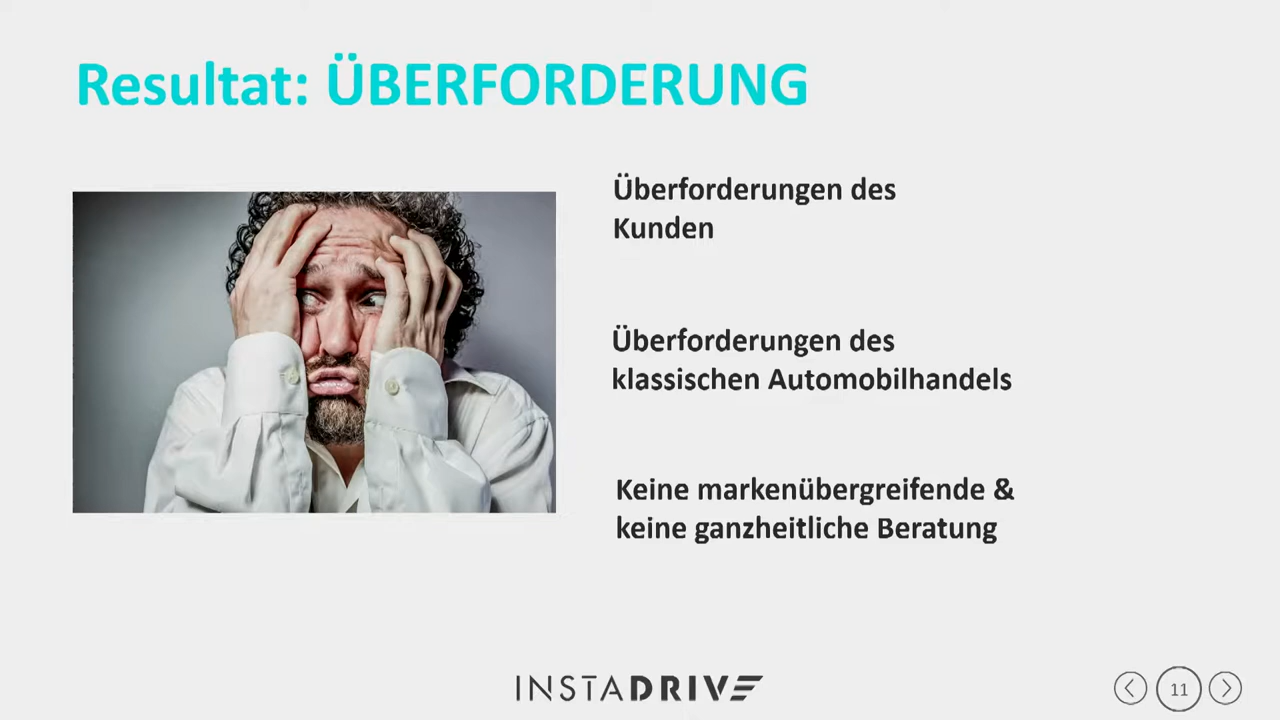 Resultat: ÜBERFORDERUNG
Überforderungen des
Kunden
Überforderungen des
klassischen Automobilhandels
Keine markenübergreifende &
keine ganzheitliche Beratung
INSTADRIVE
11